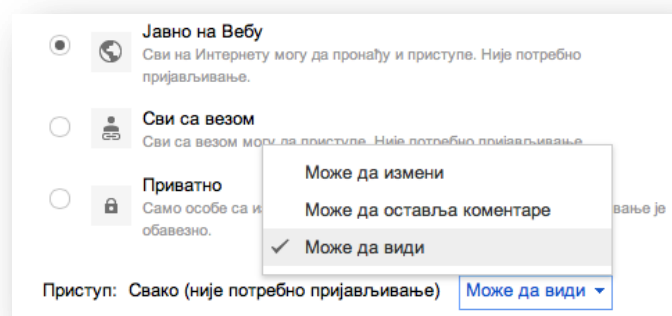 Јавно на Вебу
Сви на Интернету могу да пронађу и приступе. Није потребно
пријављивање.
Сви са везом
Сви са везом могу да приступе. Није потребно пријављивање
Може да измени
Приватно
Може да оставља коментаре
Само особе са
вање је
обавезно.
Може да види
Приступ: Свако (није потребно пријављивање) Може да види